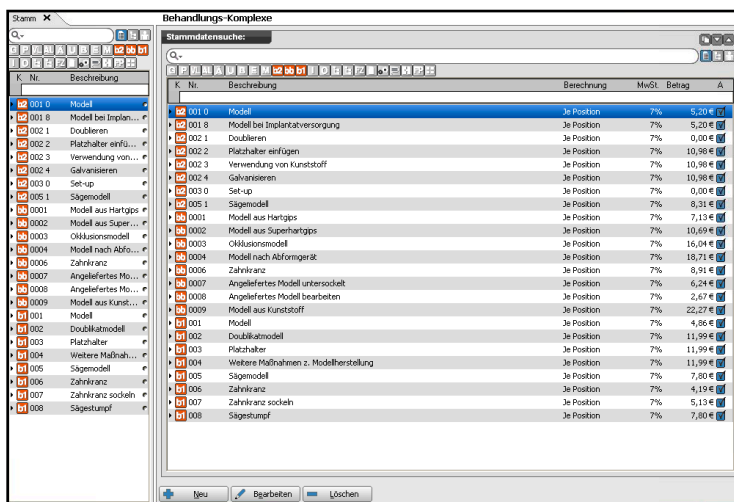 Stamm
Behandlungs-Komplexe
Stammdatensuche:
K Nr. Beschreibung
b2 001 0 Modell
b2 001 8 Modell bei Implan...
b2 002 1 Doublieren
b2 002 2 Platzhalter einfü...
b2 002 3 Verwendung von...
b2 002 4 Galvanisieren
b2 003 0 Set-up
b2 005 1 Sägemodell
bb 0001 Modell aus Hartgips
bb 0002 Modell aus Super...
bb 0003 Okklusionsmodell
bb 0004 Modell nach Abfo...
bb 0006 Zahnkranz
bb 0007 Angeliefertes Mo...
bb 0008 Angeliefertes Mo...
bb 0009 Modell aus Kunst...
b1 001 Modell
b1 002 Doublikatmodell
b1 003 Platzhalter
b1 004 Weitere Maßnah...
b1 005 Sägemodell
b1 006 Zahnkranz
b1 007 Zahnkranz sockeln
b1 008 Sägestumpf
K Nr. Beschreibung Berechnung MwSt. Betrag A
b2 001 0 Modell Je Position 7% 5,20 €
b2 001 8 Modell bei Implantatversorgung Je Position 7% 5,20 €
b2 002 1 Doublieren Je Position 7% 0,00 €
b2 002 2 Platzhalter einfügen Je Position 7% 10,98 €
b2 002 3 Verwendung von Kunststoff Je Position 7% 10,98 €
b2 002 4 Galvanisieren Je Position 7% 10,98 €
b2 003 0 Set-up Je Position 7% 0,00 €
b2 005 1 Sägemodell Je Position 7% 8,31 €
bb 0001 Modell aus Hartgips Je Position 7% 7,13 €
bb 0002 Modell aus Superhartgips Je Position 7% 10,69 €
bb 0003 Okklusionsmodell Je Position 7% 16,04 €
bb 0004 Modell nach Abformgerät Je Position 7% 18,71 €
bb 0006 Zahnkranz Je Position 7% 8,91 €
bb 0007 Angeliefertes Modell untersockelt Je Position 7% 6,24 €
bb 0008 Angeliefertes Modell bearbeiten Je Position 7% 2,67 €
bb 0009 Modell aus Kunststoff Je Position 7% 22,27 €
b1 001 Modell Je Position 7% 4,86 €
b1 002 Doublikatmodell Je Position 7% 11,99 €
b1 003 Platzhalter Je Position 7% 11,99 €
b1 004 Weitere Maßnahmen z. Modellherstellung Je Position 7% 11,99 €
b1 005 Sägemodell Je Position 7% 7,80 €
b1 006 Zahnkranz Je Position 7% 4,19 €
b1 007 Zahnkranz sockeln Je Position 7% 5,13 €
b1 008 Sägestumpf Je Position 7% 7,80 €
Neu Bearbeiten Löschen